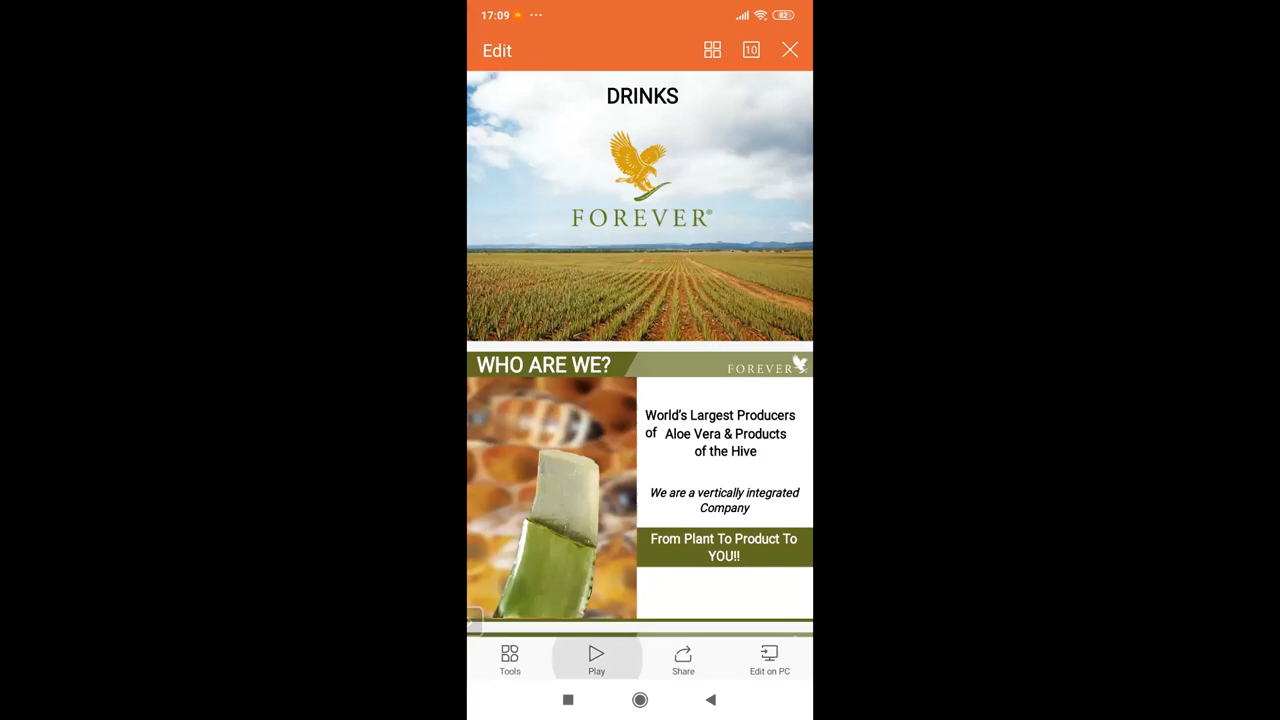 17:09
82
Edit
10
DRINKS
FOREVER®
WHO ARE WE?
FOREVER
World's Largest Producers
of Aloe Vera & Products
of the Hive
We are a vertically integrated
Company
From Plant To Product To
YOU!!
Tools
Play
Share
Edit on PC